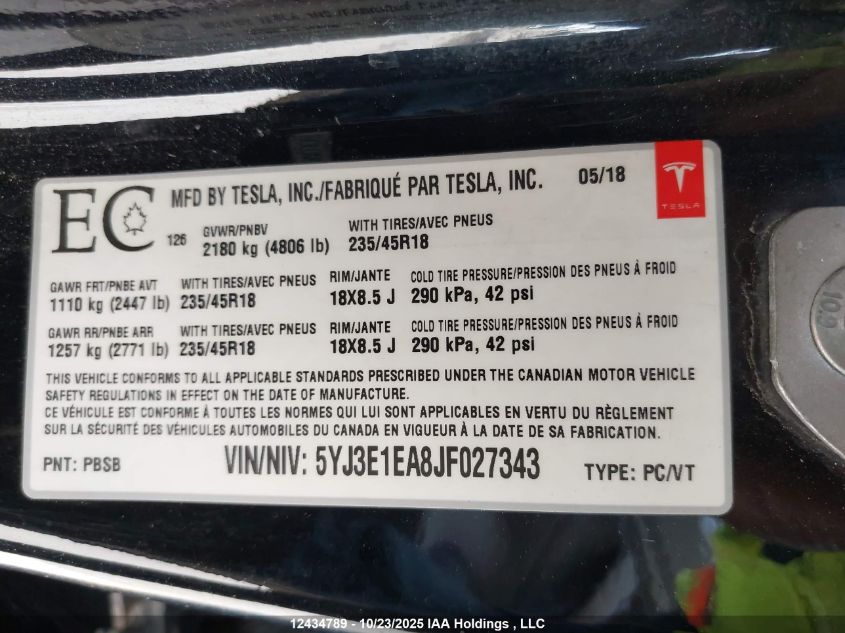 MFD BY TESLA, INC./FABRIQUÉ PAR TESLA, INC. 05/18
TESLA
EC 126
GVWR/PNBV WITH TIRES/AVEC PNEUS
2180 kg (4806 lb) 235/45R18
GAWR FRT/PNBE AVT WITH TIRES/AVEC PNEUS RIM/JANTE COLD TIRE PRESSURE/PRESSION DES PNEUS À FROID
1110 kg (2447 lb) 235/45R18 18X8.5 J 290 kPa, 42 psi
GAWR RR/PNBE ARR WITH TIRES/AVEC PNEUS RIM/JANTE COLD TIRE PRESSURE/PRESSION DES PNEUS À FROID
1257 kg (2771 lb) 235/45R18 18X8.5 J 290 kPa, 42 psi
THIS VEHICLE CONFORMS TO ALL APPLICABLE STANDARDS PRESCRIBED UNDER THE CANADIAN MOTOR VEHICLE
SAFETY REGULATIONS IN EFFECT ON THE DATE OF MANUFACTURE.
CE VÉHICULE EST CONFORME À TOUTES LES NORMES QUI LUI SONT APPLICABLES EN VERTU DU RÈGLEMENT
SUR LA SÉCURITÉ DES VÉHICULES AUTOMOBILES DU CANADA EN VIGUEUR À LA DATE DE SA FABRICATION.
PNT: PBSB VIN/NIV: 5YJ3E1EA8JF027343 TYPE: PC/VT
10.9
12434789 - 10/23/2025 IAA Holdings , LLC